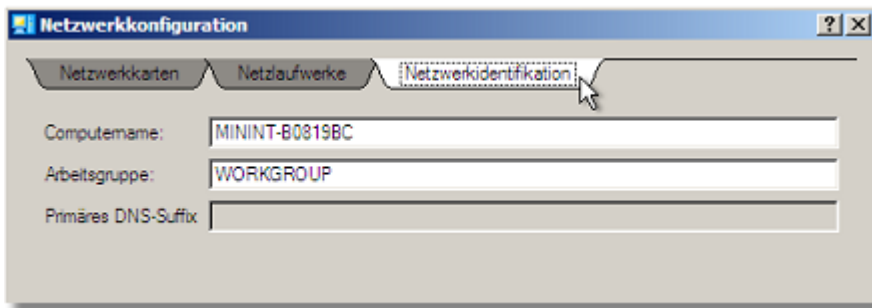 Netzwerkkonfiguration
Netzwerkkarten Netzlaufwerke Netzwerkidentifikation
Computername: MININT-B0819BC
Arbeitsgruppe: WORKGROUP
Primäres DNS-Suffix